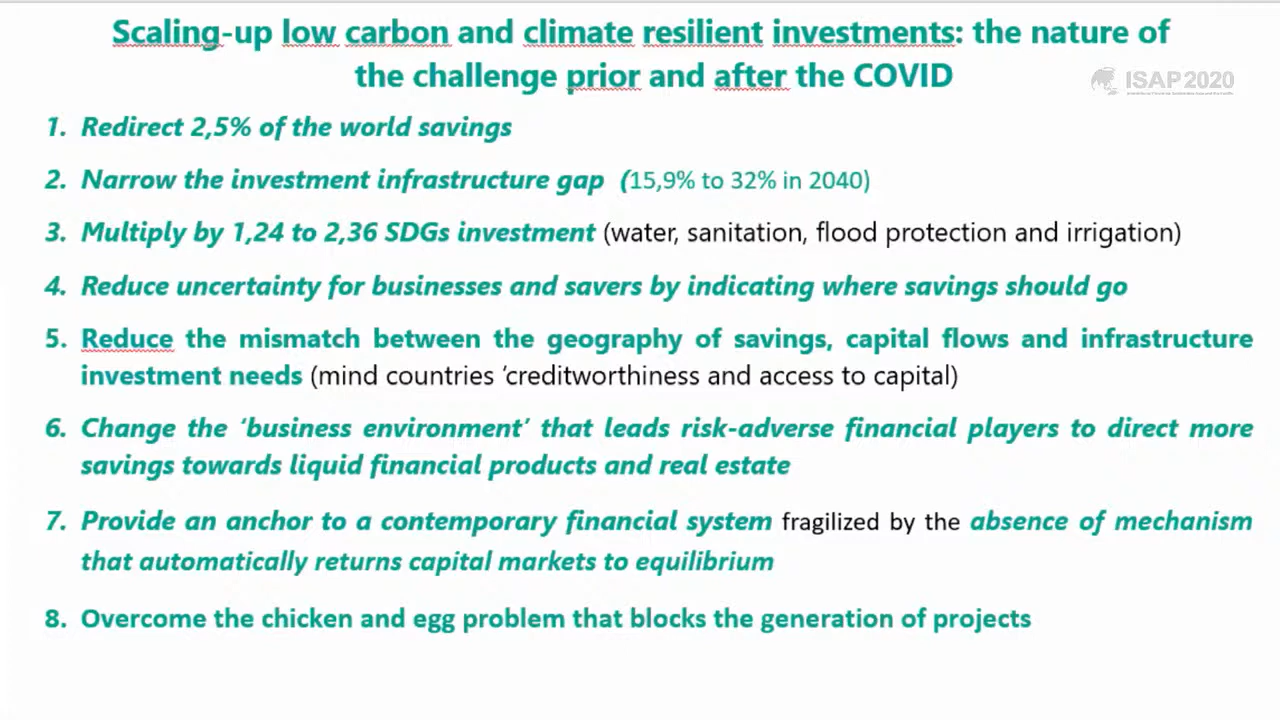 Scaling-up low carbon and climate resilient investments: the nature of
the challenge prior and after the COVID
ISAP 2020
1. Redirect 2,5% of the world savings
2. Narrow the investment infrastructure gap (15,9% to 32% in 2040)
3. Multiply by 1,24 to 2,36 SDGs investment (water, sanitation, flood protection and irrigation)
4. Reduce uncertainty for businesses and savers by indicating where savings should go
5. Reduce the mismatch between the geography of savings, capital flows and infrastructure
investment needs (mind countries ‘creditworthiness and access to capital)
6. Change the ‘business environment’ that leads risk-adverse financial players to direct more
savings towards liquid financial products and real estate
7. Provide an anchor to a contemporary financial system fragilized by the absence of mechanism
that automatically returns capital markets to equilibrium
8. Overcome the chicken and egg problem that blocks the generation of projects